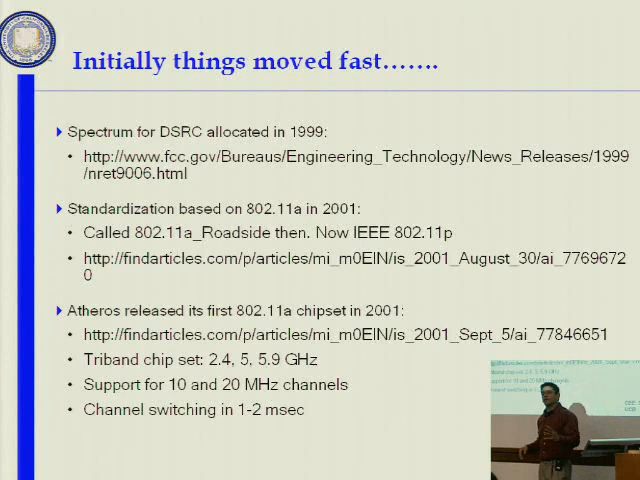 Initially things moved fast.......
Spectrum for DSRC allocated in 1999:
http://www.fcc.gov/Bureaus/Engineering_Technology/News_Releases/1999
/nret9006.html
Standardization based on 802.11a in 2001:
Called 802.11a_Roadside then. Now IEEE 802.11p
http://findarticles.com/p/articles/mi_m0EIN/is_2001_August_30/ai_7769672
0
Atheros released its first 802.11a chipset in 2001:
http://findarticles.com/p/articles/mi_m0EIN/is_2001_Sept_5/ai_77846651
Triband chip set: 2.4, 5, 5.9 GHz
Support for 10 and 20 MHz channels
Channel switching in 1-2 msec